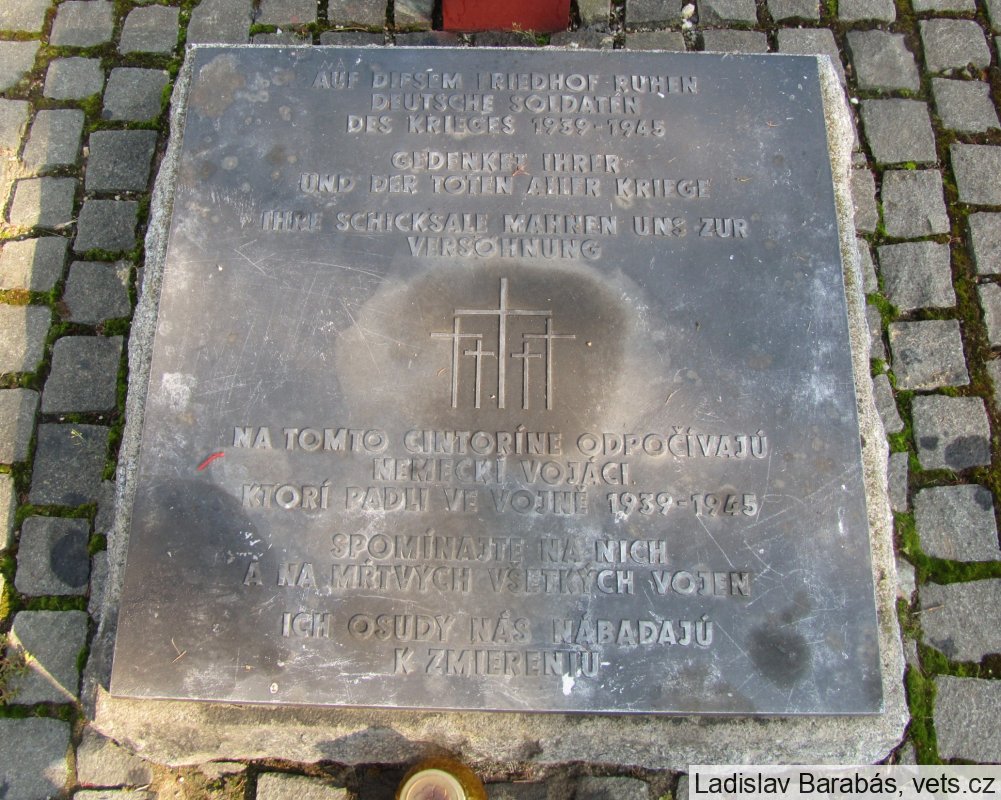 AUF DIESEM FRIEDHOF RUHEN
DEUTSCHE SOLDATEN
DES KRIEGES 1939-1945
GEDENKET IHRER
UND DER TOTEN ALLER KRIEGE
IHRE SCHICKSALE MAHNEN UNS ZUR
VERSÖHNUNG
NA TOMTO CINTORÍNE ODPOČÍVAJÚ
NEMECKÍ VOJACI
KTORÍ PADLI VE VOJNE 1939-1945
SPOMÍNAJTE NA NICH
A NA MŔTVYCH VŠETKÝCH VOJEN
ICH OSUDY NÁS NÁBADAJÚ
K ZMIERENIU
Ladislav Barabás, vets.cz